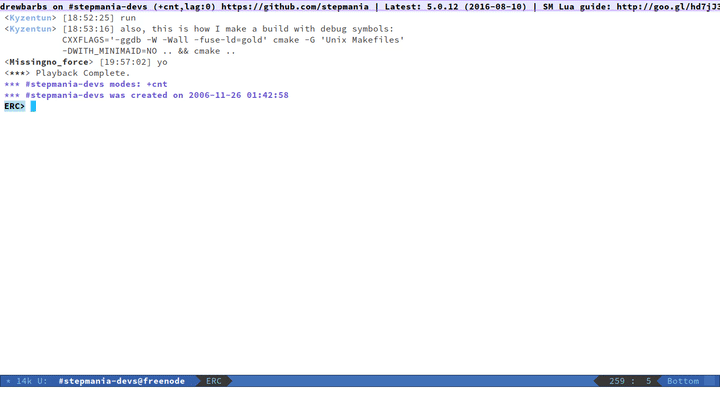 drewbarbs on #stepmania-devs (+cnt,lag:0) https://github.com/stepmania | Latest: 5.0.12 (2016-08-10) | SM Lua guide: http://goo.gl/hd7jJ3
<Kyzentun> [18:52:25] run
<Kyzentun> [18:53:16] also, this is how I make a build with debug symbols:
CXXFLAGS='-ggdb -W -Wall -fuse-ld=gold' cmake -G 'Unix Makefiles'
-DWITH_MINIMAID=NO .. && cmake ..
<Missingno_force> [19:57:02] yo
<***> Playback Complete.
*** #stepmania-devs modes: +cnt
*** #stepmania-devs was created on 2006-11-26 01:42:58
ERC>
* 14k U: #stepmania-devs@freenode ERC 259 : 5 Bottom